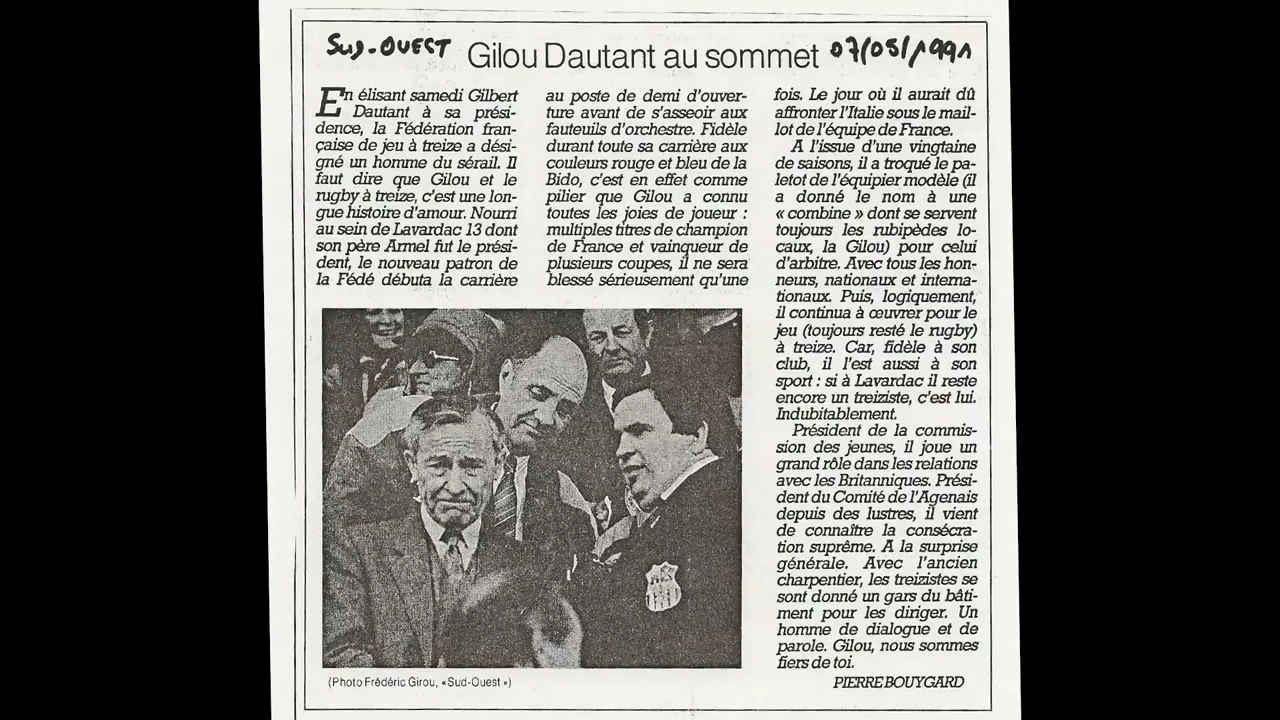 SUD-OUEST
Gilou Dautant au sommet
07/05/1991
En élisant samedi Gilbert
Dautant à sa prési-
dence, la Fédération fran-
çaise de jeu à treize a dési-
gné un homme du sérail. Il
faut dire que Gilou et le
rugby à treize, c'est une lon-
gue histoire d'amour. Nourri
au sein de Lavardac 13 dont
son père Armel fut le prési-
dent, le nouveau patron de
la Fédé débuta la carrière
au poste de demi d'ouver-
ture avant de s'asseoir aux
fauteuils d'orchestre. Fidèle
durant toute sa carrière aux
couleurs rouge et bleu de la
Bido, c'est en effet comme
pilier que Gilou a connu
toutes les joies de joueur :
multiples titres de champion
de France et vainqueur de
plusieurs coupes, il ne sera
blessé sérieusement qu'une
fois. Le jour où il aurait dû
affronter l'Italie sous le mail-
lot de l'équipe de France.
A l'issue d'une vingtaine
de saisons, il a troqué le pa-
letot de l'équipier modèle (il
a donné le nom à une
« combine » dont se servent
toujours les rubipèdes lo-
caux, la Gilou) pour celui
d'arbitre. Avec tous les hon-
neurs, nationaux et interna-
tionaux. Puis, logiquement,
il continua à œuvrer pour le
jeu (toujours resté le rugby)
à treize. Car, fidèle à son
club, il l'est aussi à son
sport : si à Lavardac il reste
encore un treiziste, c'est lui.
Indubitablement.
Président de la commis-
sion des jeunes, il joue un
grand rôle dans les relations
avec les Britanniques. Prési-
dent du Comité de l'Agenais
depuis des lustres, il vient
de connaître la consécra-
tion suprême. A la surprise
générale. Avec l'ancien
charpentier, les treizistes se
sont donné un gars du bâti-
ment pour les diriger. Un
homme de dialogue et de
parole. Gilou, nous sommes
fiers de toi.
PIERRE BOUYGARD
(Photo Frédéric Girou, « Sud-Ouest »)